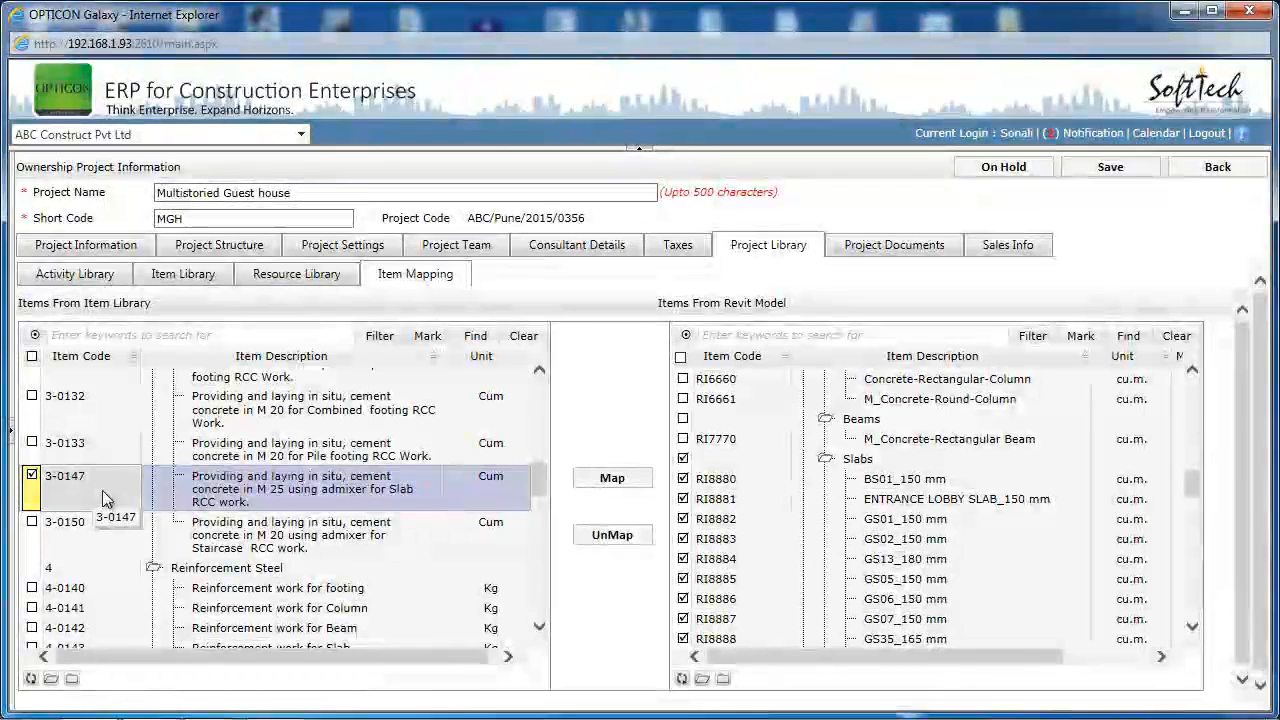 OPTICON Galaxy - Internet Explorer
http://192.168.1.93:2610/main.aspx
OPTICON
ERP for Construction Enterprises
Think Enterprise. Expand Horizons.
SoftTech
ABC Construct Pvt Ltd
Current Login : Sonali | (2) Notification | Calendar | Logout |
Ownership Project Information
On Hold
Save
Back
* Project Name
Multistoried Guest house
(Upto 500 characters)
* Short Code
MGH
Project Code
ABC/Pune/2015/0356
Project Information
Project Structure
Project Settings
Project Team
Consultant Details
Taxes
Project Library
Project Documents
Sales Info
Activity Library
Item Library
Resource Library
Item Mapping
Items From Item Library
Items From Revit Model
Enter keywords to search for
Filter
Mark
Find
Clear
Item Code
Item Description
Unit
footing RCC Work.
3-0132
Providing and laying in situ, cement
concrete in M 20 for Combined footing RCC
Work.
Cum
3-0133
Providing and laying in situ, cement
concrete in M 20 for Pile footing RCC Work.
Cum
3-0147
Providing and laying in situ, cement
concrete in M 25 using admixer for Slab
RCC work.
Cum
3-0147
3-0150
Providing and laying in situ, cement
concrete in M 20 using admixer for
Staircase RCC work.
Cum
4
Reinforcement Steel
4-0140
Reinforcement work for footing
Kg
4-0141
Reinforcement work for Column
Kg
4-0142
Reinforcement work for Beam
Kg
4-0143
Reinforcement work for Slab
Map
UnMap
Enter keywords to search for
Filter
Mark
Find
Clear
Item Code
Item Description
Unit
M
RI6660
Concrete-Rectangular-Column
cu.m.
RI6661
M_Concrete-Round-Column
cu.m.
Beams
RI7770
M_Concrete-Rectangular Beam
cu.m.
Slabs
RI8880
BS01_150 mm
cu.m.
RI8881
ENTRANCE LOBBY SLAB_150 mm
cu.m.
RI8882
GS01_150 mm
cu.m.
RI8883
GS02_150 mm
cu.m.
RI8884
GS13_180 mm
cu.m.
RI8885
GS05_150 mm
cu.m.
RI8886
GS06_150 mm
cu.m.
RI8887
GS07_150 mm
cu.m.
RI8888
GS35_165 mm
cu.m.